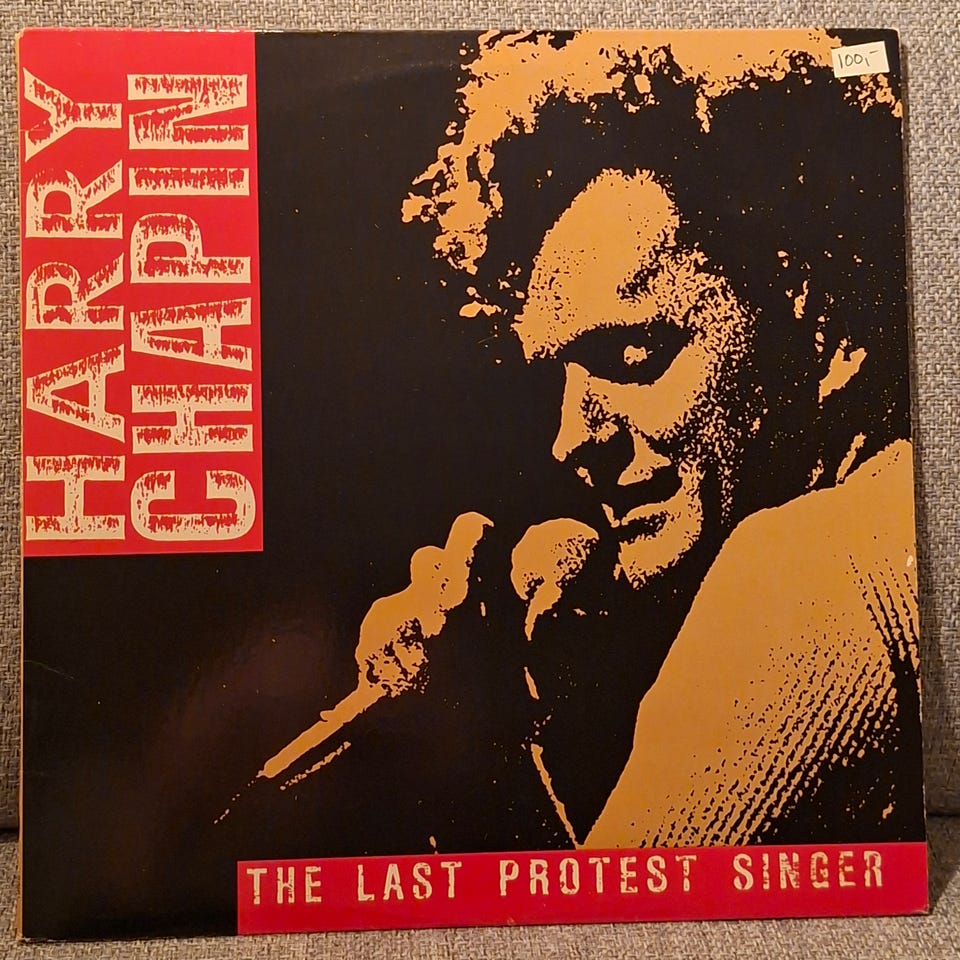 HARRY
CHAPIN
100,-
THE LAST PROTEST SINGER